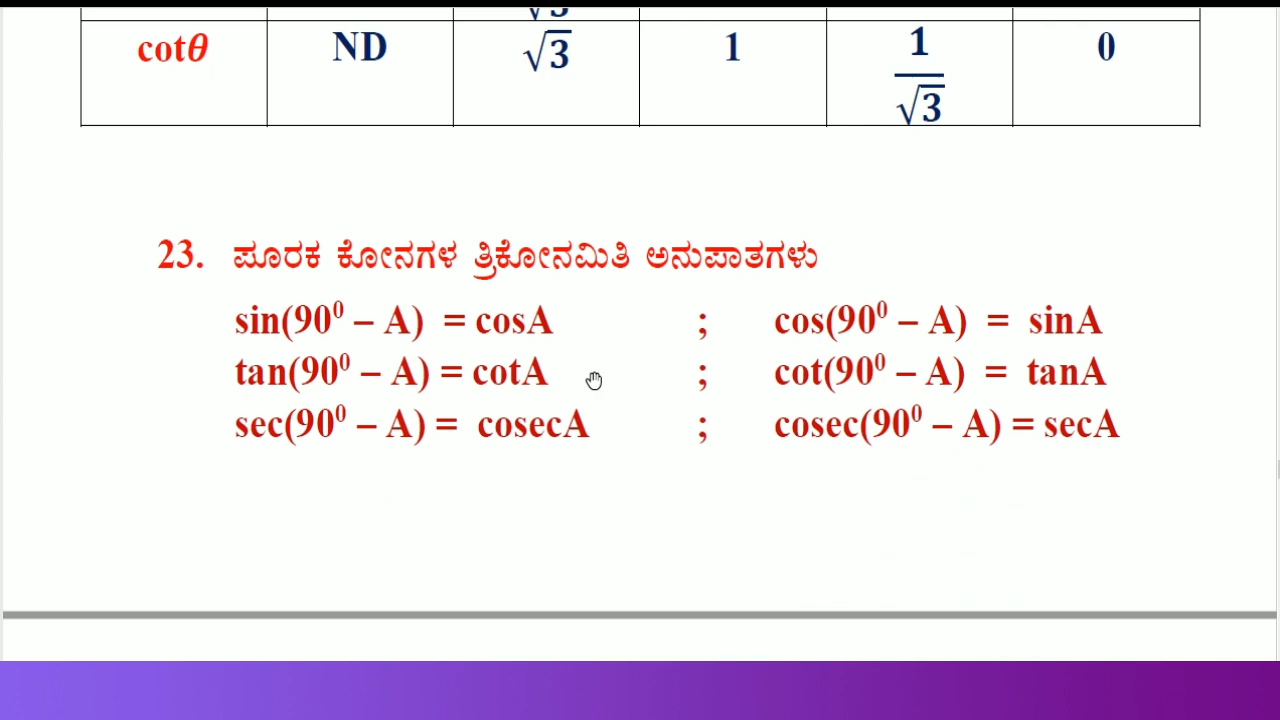 √3
cotθ ND √3 1 1/√3 0
23. ಪೂರಕ ಕೋನಗಳ ತ್ರಿಕೋನಮಿತಿ ಅನುಪಾತಗಳು
sin(90⁰ – A) = cosA ; cos(90⁰ – A) = sinA
tan(90⁰ – A) = cotA ; cot(90⁰ – A) = tanA
sec(90⁰ – A) = cosecA ; cosec(90⁰ – A) = secA